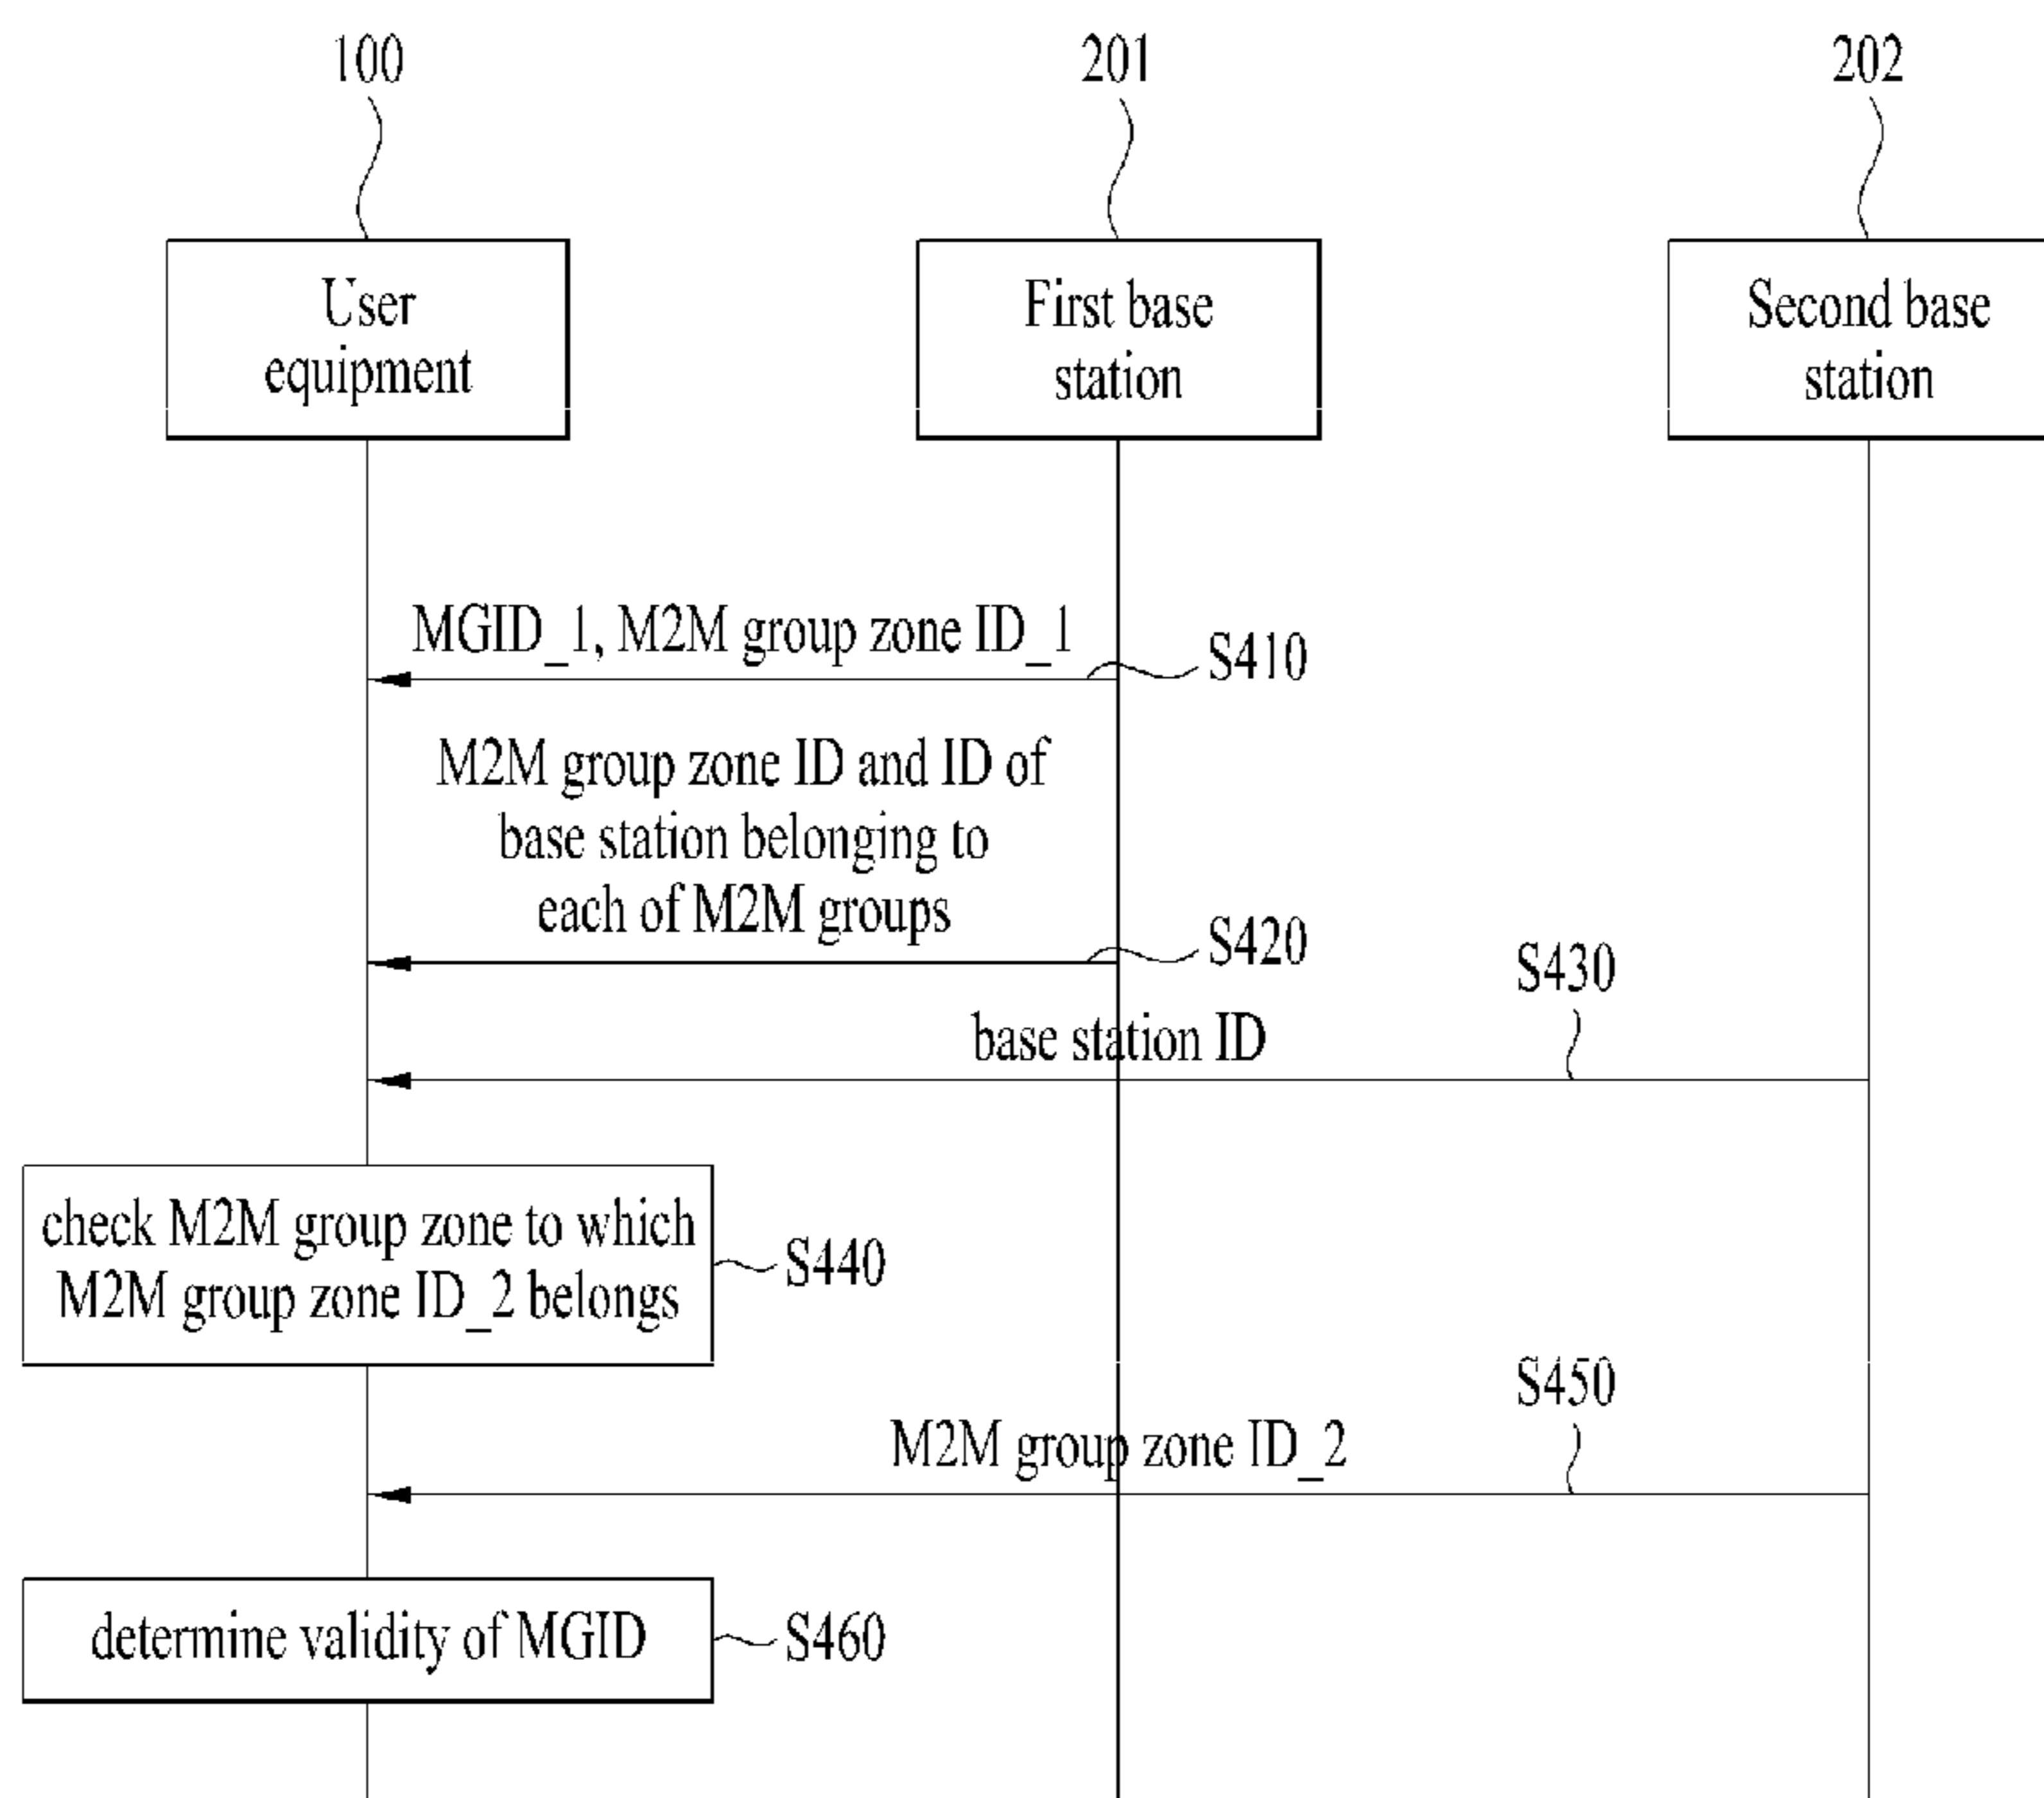 100
201
202
User
equipment
First base
station
Second base
station
MGID_1, M2M group zone ID_1
S410
M2M group zone ID and ID of
base station belonging to
each of M2M groups
S420
S430
base station ID
check M2M group zone to which
M2M group zone ID_2 belongs
S440
S450
M2M group zone ID_2
determine validity of MGID
S460